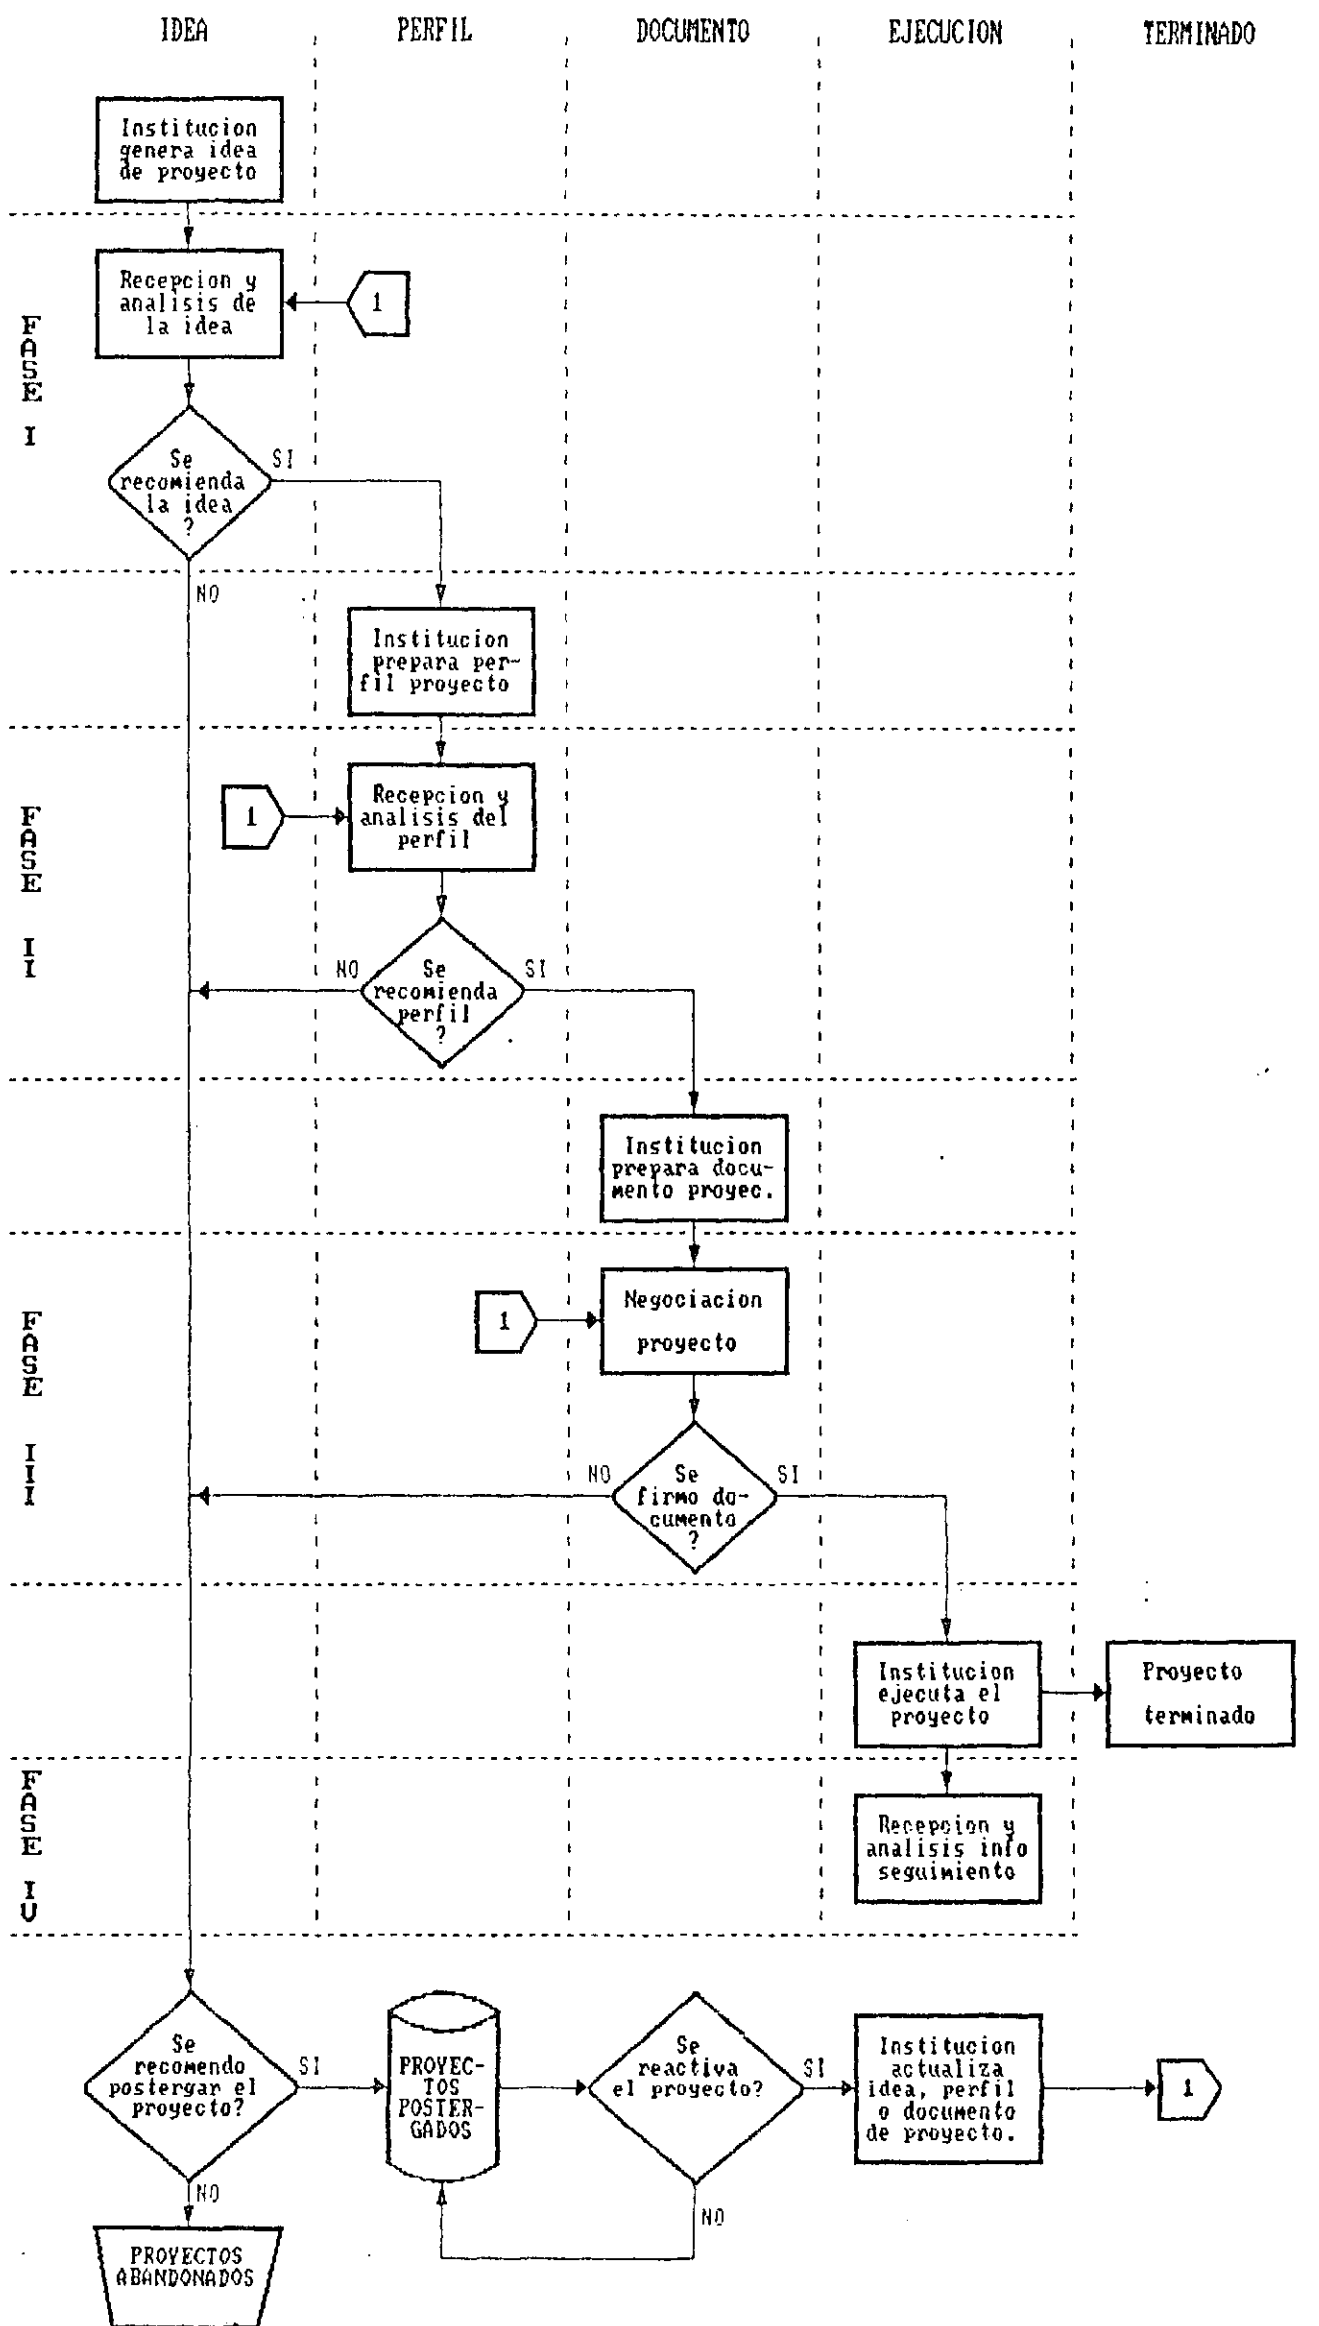 IDEA PERFIL DOCUMENTO EJECUCION TERMINADO
Institucion
genera idea
de proyecto
FASE I
Recepcion y
analisis de
la idea
1
Se
recomienda
la idea
?
SI
NO
Institucion
prepara per-
fil proyecto
FASE II
1
Recepcion y
analisis del
perfil
NO
Se
recomienda
perfil
?
SI
Institucion
prepara docu-
mento proyec.
FASE III
1
Negociacion
proyecto
NO
Se
firmo do-
cumento
?
SI
Institucion
ejecuta el
proyecto
Proyecto
terminado
FASE IV
Recepcion y
analisis info
seguimiento
Se
recomendo
postergar el
proyecto?
SI
NO
PROYEC-
TOS
POSTER-
GADOS
Se
reactiva
el proyecto?
SI
NO
Institucion
actualiza
idea, perfil
o documento
de proyecto.
1
PROYECTOS
ABANDONADOS